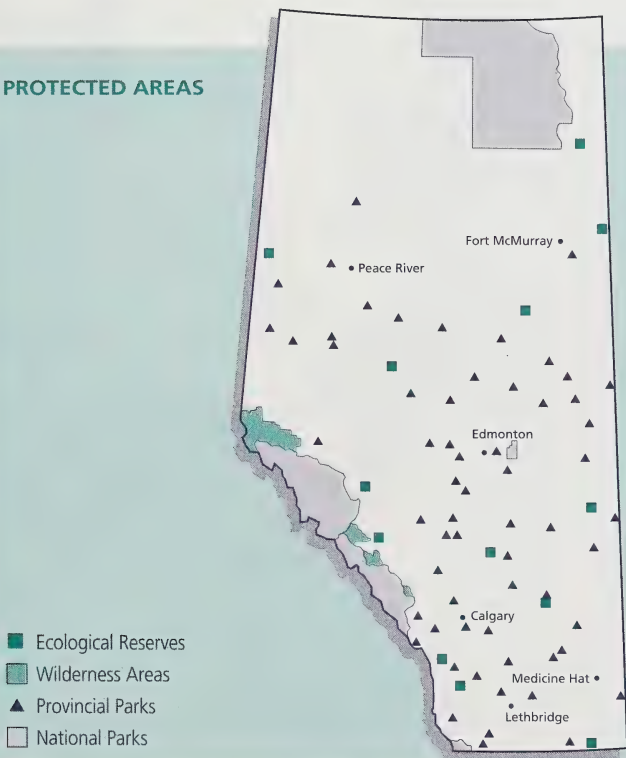 PROTECTED AREAS
Fort McMurray
Peace River
Edmonton
Calgary
Medicine Hat
Lethbridge
Ecological Reserves
Wilderness Areas
Provincial Parks
National Parks